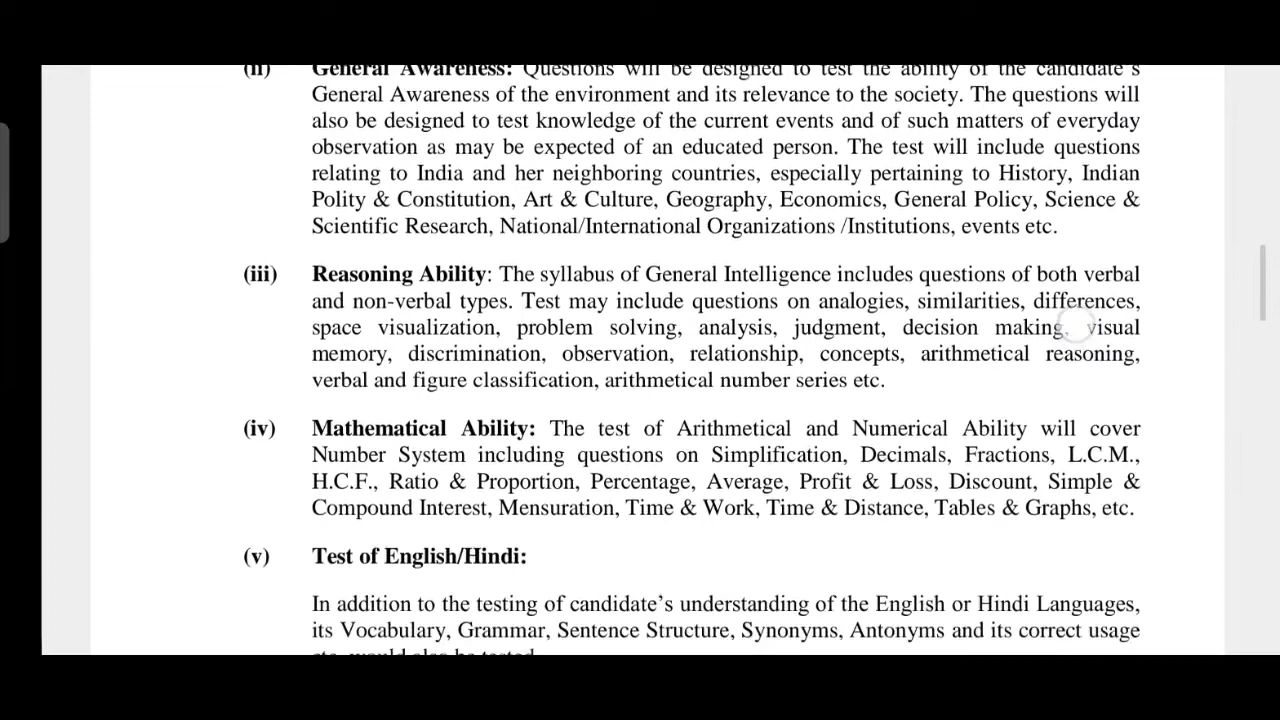 (ii) General Awareness: Questions will be designed to test the ability of the candidate's
General Awareness of the environment and its relevance to the society. The questions will
also be designed to test knowledge of the current events and of such matters of everyday
observation as may be expected of an educated person. The test will include questions
relating to India and her neighboring countries, especially pertaining to History, Indian
Polity & Constitution, Art & Culture, Geography, Economics, General Policy, Science &
Scientific Research, National/International Organizations /Institutions, events etc.
(iii) Reasoning Ability: The syllabus of General Intelligence includes questions of both verbal
and non-verbal types. Test may include questions on analogies, similarities, differences,
space visualization, problem solving, analysis, judgment, decision making, visual
memory, discrimination, observation, relationship, concepts, arithmetical reasoning,
verbal and figure classification, arithmetical number series etc.
(iv) Mathematical Ability: The test of Arithmetical and Numerical Ability will cover
Number System including questions on Simplification, Decimals, Fractions, L.C.M.,
H.C.F., Ratio & Proportion, Percentage, Average, Profit & Loss, Discount, Simple &
Compound Interest, Mensuration, Time & Work, Time & Distance, Tables & Graphs, etc.
(v) Test of English/Hindi:
In addition to the testing of candidate's understanding of the English or Hindi Languages,
its Vocabulary, Grammar, Sentence Structure, Synonyms, Antonyms and its correct usage
etc. would also be tested